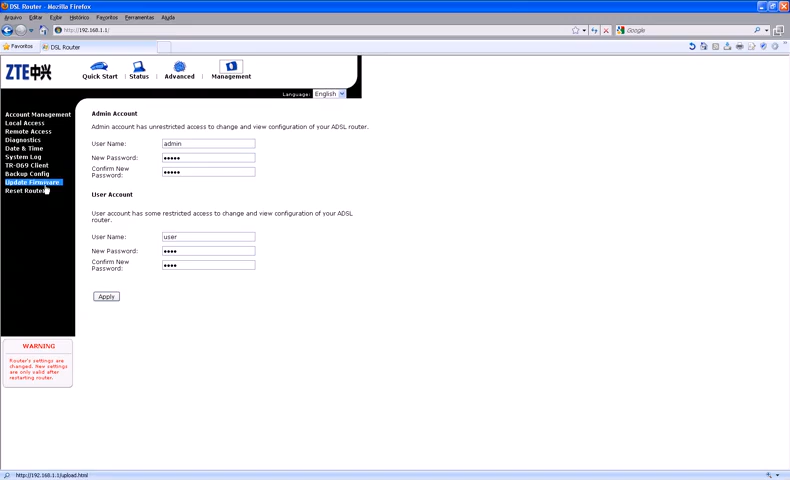 DSL Router - Mozilla Firefox
Arquivo Editar Exibir Histórico Favoritos Ferramentas Ajuda
http://192.168.1.1/
Google
Favoritos DSL Router
ZTE中兴
Quick Start Status Advanced Management
Language: English
Account Management
Local Access
Remote Access
Diagnostics
Date & Time
System Log
TR-069 Client
Backup Config
Update Firmware
Reset Router
Admin Account
Admin account has unrestricted access to change and view configuration of your ADSL router.
User Name: admin
New Password: •••••
Confirm New
Password: •••••
User Account
User account has some restricted access to change and view configuration of your ADSL
router.
User Name: user
New Password: ••••
Confirm New
Password: ••••
Apply
WARNING
Router's settings are
changed. New settings
are only valid after
restarting router.
http://192.168.1.1/upload.html